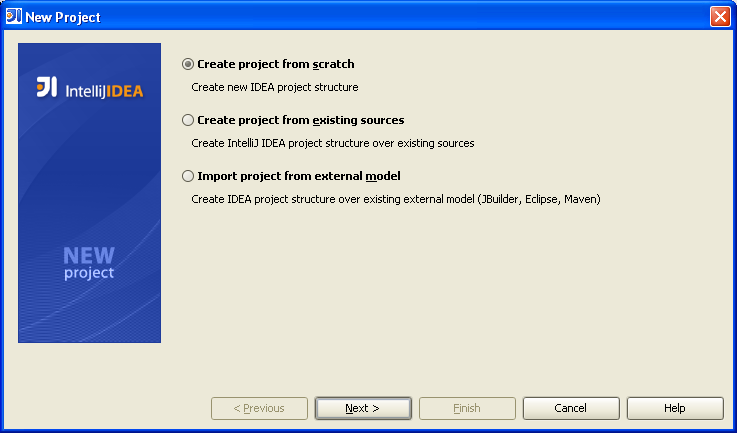 New Project
IntelliJIDEA
NEW
project
Create project from scratch
Create new IDEA project structure
Create project from existing sources
Create IntelliJ IDEA project structure over existing sources
Import project from external model
Create IDEA project structure over existing external model (JBuilder, Eclipse, Maven)
< Previous
Next >
Finish
Cancel
Help